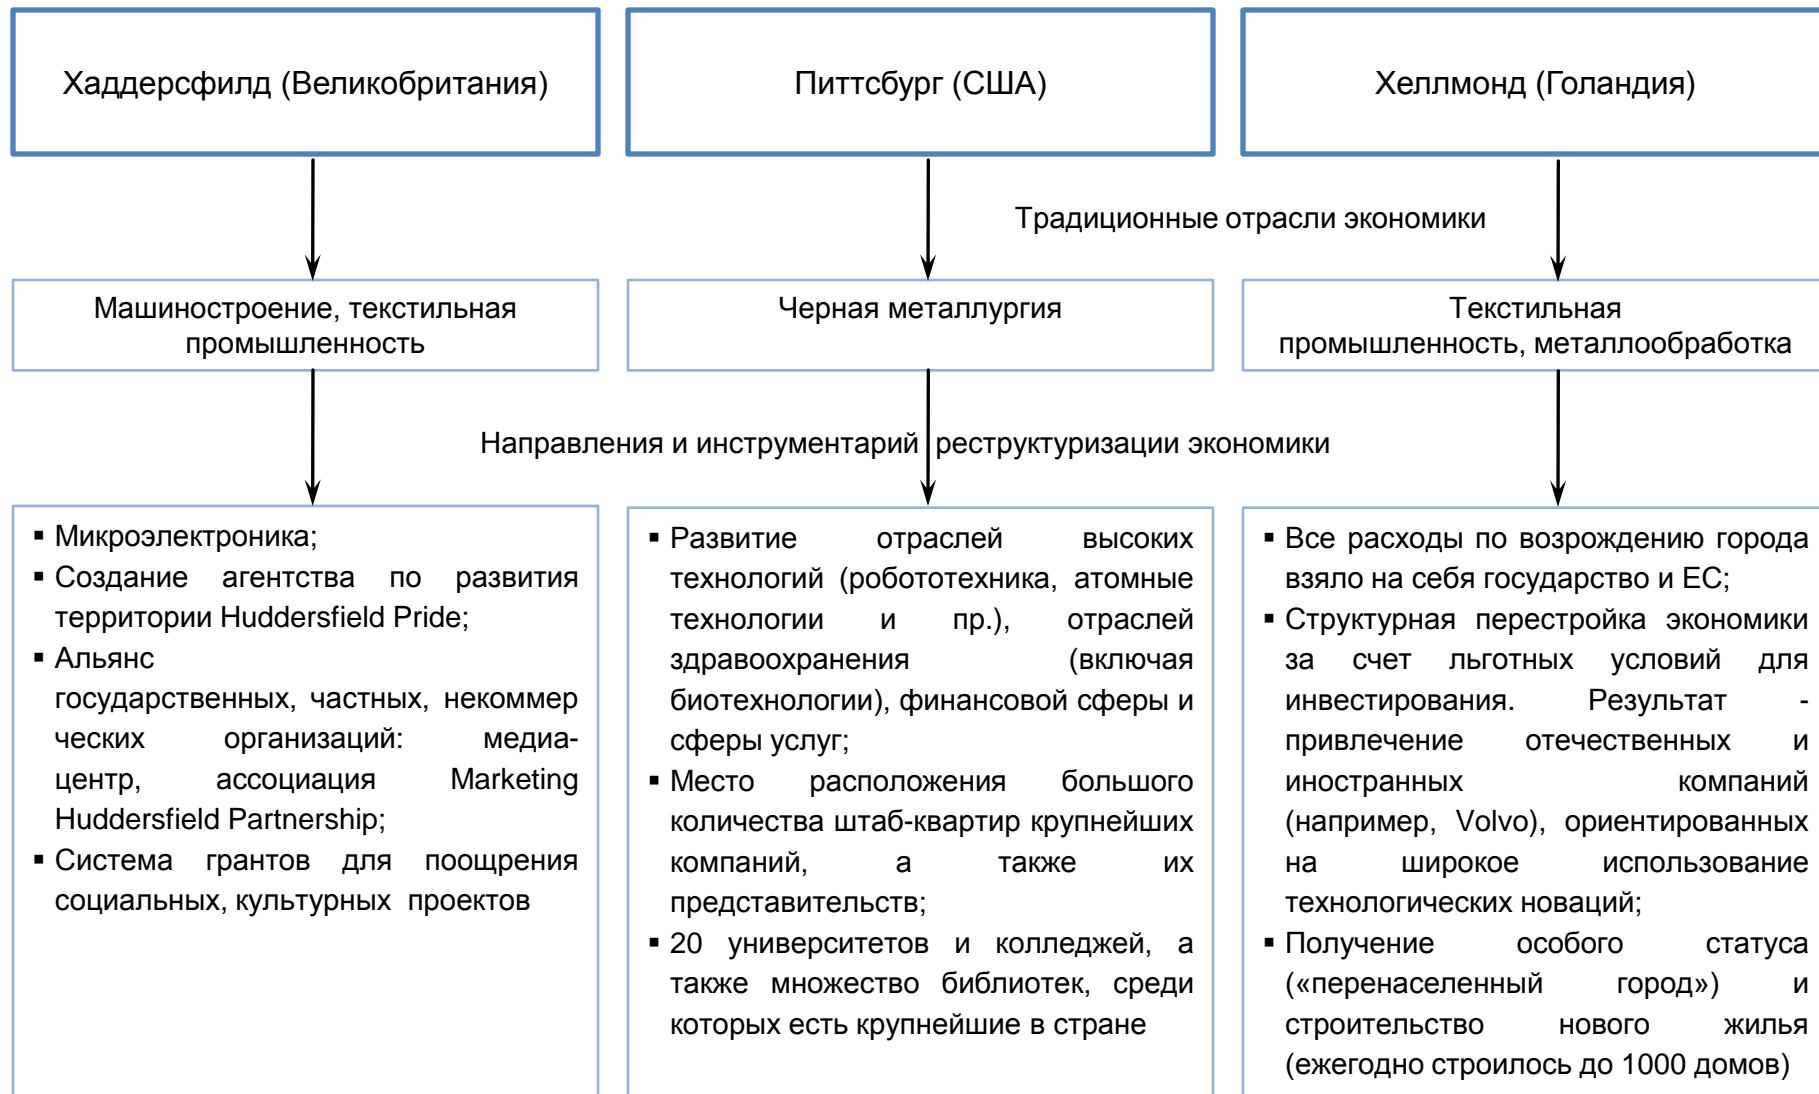 Хаддерсфилд (Великобритания)
Питтсбург (США)
Хеллмонд (Голандия)
Традиционные отрасли экономики
Машиностроение, текстильная
промышленность
Черная металлургия
Текстильная
промышленность, металлообработка
Направления и инструментарий реструктуризации экономики
▪ Микроэлектроника;
▪ Создание агентства по развития
территории Huddersfield Pride;
▪ Альянс
государственных, частных, некоммер
ческих организаций: медиа-
центр, ассоциация Marketing
Huddersfield Partnership;
▪ Система грантов для поощрения
социальных, культурных проектов
▪ Развитие отраслей высоких
технологий (робототехника, атомные
технологии и пр.), отраслей
здравоохранения (включая
биотехнологии), финансовой сферы и
сферы услуг;
▪ Место расположения большого
количества штаб-квартир крупнейших
компаний, а также их
представительств;
▪ 20 университетов и колледжей, а
также множество библиотек, среди
которых есть крупнейшие в стране
▪ Все расходы по возрождению города
взяло на себя государство и ЕС;
▪ Структурная перестройка экономики
за счет льготных условий для
инвестирования. Результат -
привлечение отечественных и
иностранных компаний
(например, Volvo), ориентированных
на широкое использование
технологических новаций;
▪ Получение особого статуса
(«перенаселенный город») и
строительство нового жилья
(ежегодно строилось до 1000 домов)